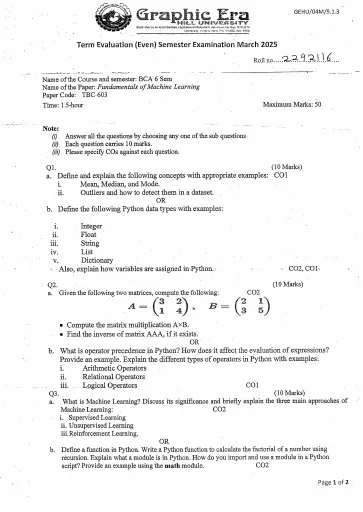 GEHU/04M/9.1.3
Graphic Era
HILL UNIVERSITY
Term Evaluation (Even) Semester Examination March 2025
Roll no.....2292116....
Name of the Course and semester: BCA 6 Sem
Name of the Paper: Fundamentals of Machine Learning
Paper Code: TBC-603
Time: 1.5-hour Maximum Marks: 50
Note:
(i) Answer all the questions by choosing any one of the sub questions
(ii) Each question carries 10 marks.
(iii) Please specify COs against each question.
Q1. (10 Marks)
a. Define and explain the following concepts with appropriate examples: CO1
i. Mean, Median, and Mode.
ii. Outliers and how to detect them in a dataset.
OR
b. Define the following Python data types with examples:
i. Integer
ii. Float
iii. String
iv. List
v. Dictionary
Also, explain how variables are assigned in Python. CO2, CO1
Q2. (10 Marks)
a. Given the following two matrices, compute the following: CO2
A = (3 2
1 4), B = (2 1
3 5)
• Compute the matrix multiplication A×B.
• Find the inverse of matrix AAA, if it exists.
OR
b. What is operator precedence in Python? How does it affect the evaluation of expressions?
Provide an example. Explain the different types of operators in Python with examples:
i. Arithmetic Operators
ii. Relational Operators
iii. Logical Operators CO1
Q3. (10 Marks)
a. What is Machine Learning? Discuss its significance and briefly explain the three main approaches of
Machine Learning: CO2
i. Supervised Learning
ii. Unsupervised Learning
iii. Reinforcement Learning.
OR
b. Define a function in Python. Write a Python function to calculate the factorial of a number using
recursion. Explain what a module is in Python. How do you import and use a module in a Python
script? Provide an example using the math module. CO2
Page 1 of 2